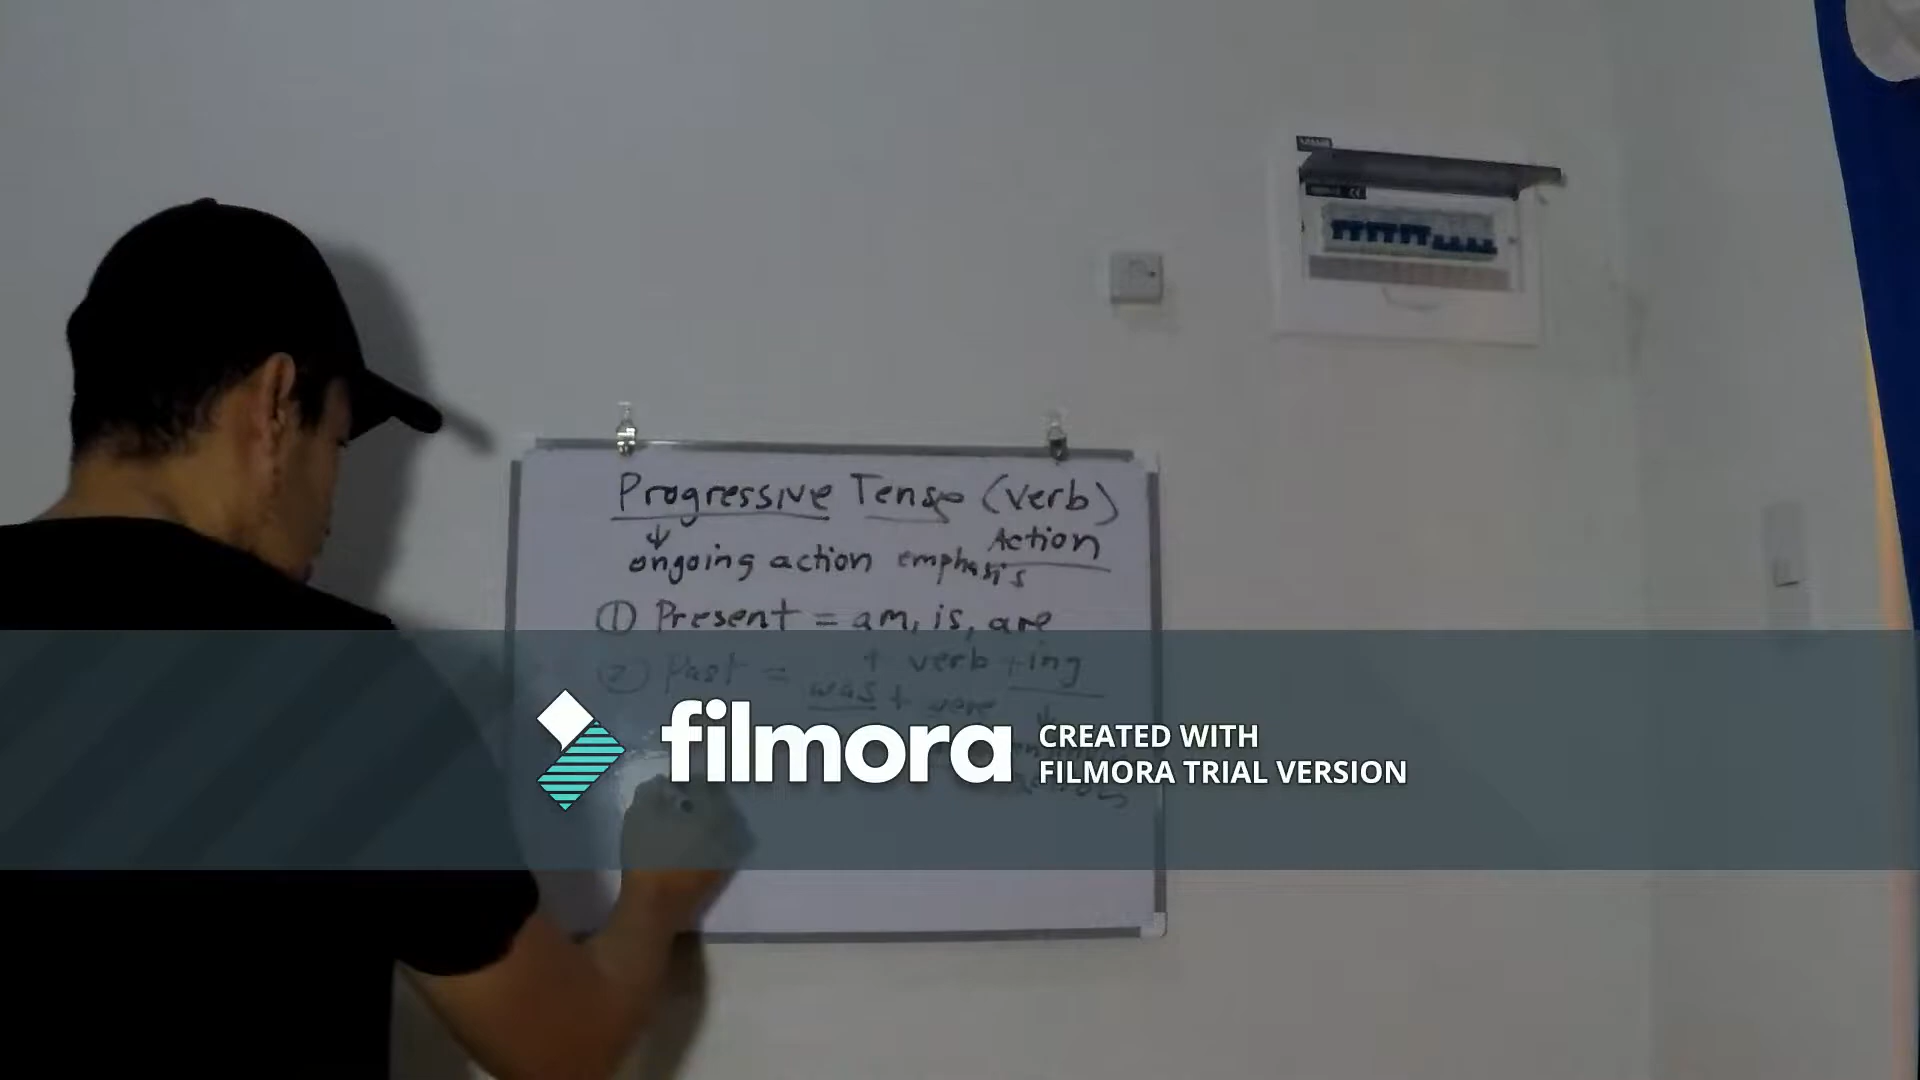 Progressive Tense (verb)
Action
ongoing action emphasis
① Present = am, is, are
+ verb + ing
② Past =
was + were
filmora
CREATED WITH
FILMORA TRIAL VERSION